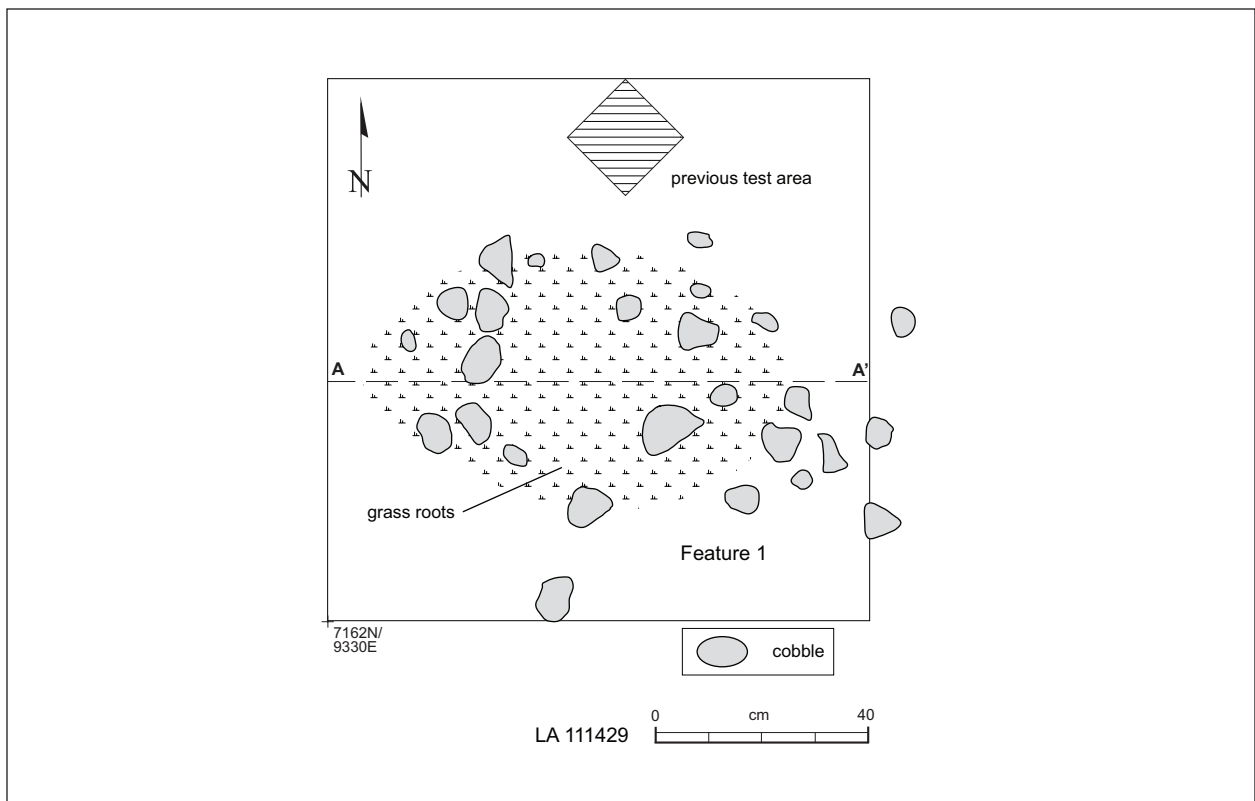 N
previous test area
A
A'
grass roots
Feature 1
7162N/
9330E
cobble
0 cm 40
LA 111429